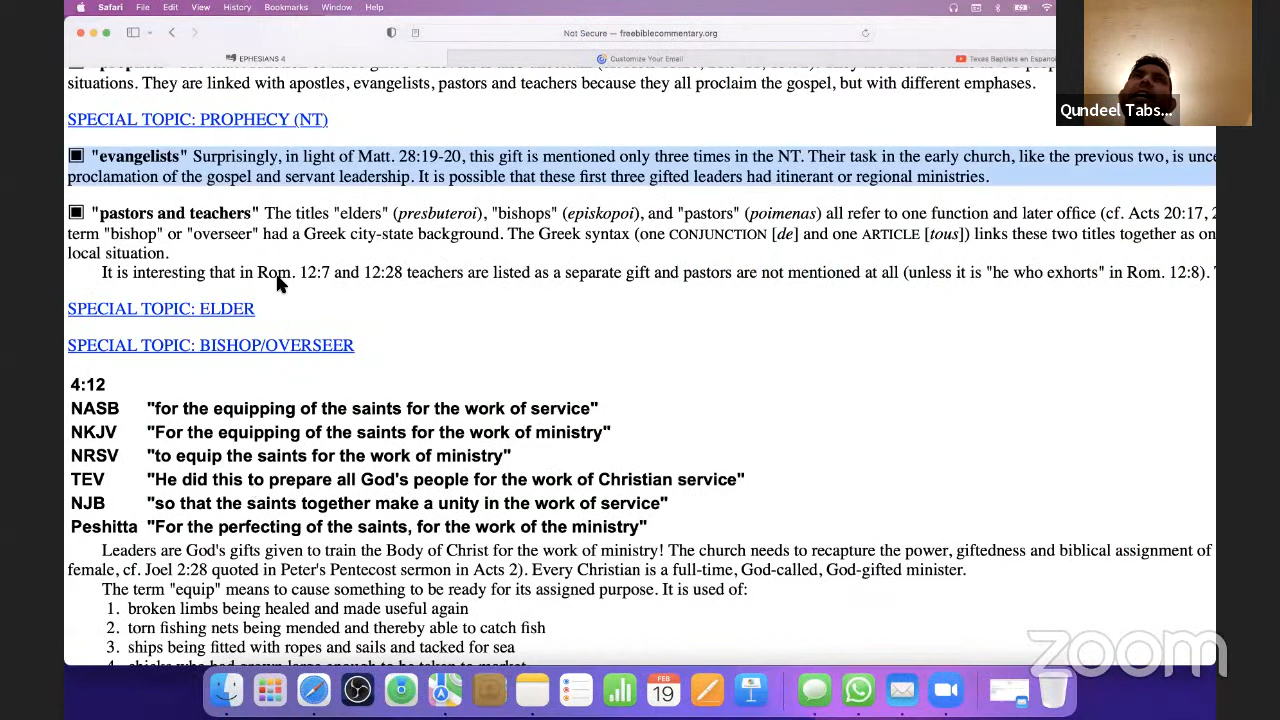 Safari File Edit View History Bookmarks Window Help
Not Secure — freebiblecommentary.org
EPHESIANS 4 Customize Your Email Texas Baptists en Espanol
situations. They are linked with apostles, evangelists, pastors and teachers because they all proclaim the gospel, but with different emphases.
Qundeel Tabs...
SPECIAL TOPIC: PROPHECY (NT)
"evangelists" Surprisingly, in light of Matt. 28:19-20, this gift is mentioned only three times in the NT. Their task in the early church, like the previous two, is unce
proclamation of the gospel and servant leadership. It is possible that these first three gifted leaders had itinerant or regional ministries.
"pastors and teachers" The titles "elders" (presbuteroi), "bishops" (episkopoi), and "pastors" (poimenas) all refer to one function and later office (cf. Acts 20:17, 2
term "bishop" or "overseer" had a Greek city-state background. The Greek syntax (one CONJUNCTION [de] and one ARTICLE [tous]) links these two titles together as on
local situation.
It is interesting that in Rom. 12:7 and 12:28 teachers are listed as a separate gift and pastors are not mentioned at all (unless it is "he who exhorts" in Rom. 12:8).
SPECIAL TOPIC: ELDER
SPECIAL TOPIC: BISHOP/OVERSEER
4:12
NASB "for the equipping of the saints for the work of service"
NKJV "For the equipping of the saints for the work of ministry"
NRSV "to equip the saints for the work of ministry"
TEV "He did this to prepare all God's people for the work of Christian service"
NJB "so that the saints together make a unity in the work of service"
Peshitta "For the perfecting of the saints, for the work of the ministry"
Leaders are God's gifts given to train the Body of Christ for the work of ministry! The church needs to recapture the power, giftedness and biblical assignment of
female, cf. Joel 2:28 quoted in Peter's Pentecost sermon in Acts 2). Every Christian is a full-time, God-called, God-gifted minister.
The term "equip" means to cause something to be ready for its assigned purpose. It is used of:
1. broken limbs being healed and made useful again
2. torn fishing nets being mended and thereby able to catch fish
3. ships being fitted with ropes and sails and tacked for sea
zoom
FEB
19